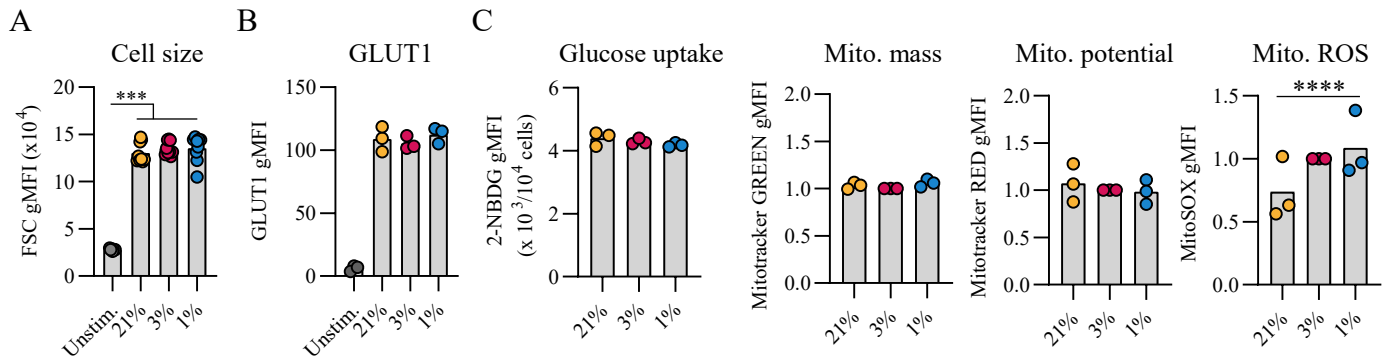 A
Cell size
FSC gMFI (x10⁴)
20
15
10
5
0
***
Unstim.
21%
3%
1%
B
GLUT1
GLUT1 gMFI
150
100
50
0
Unstim.
21%
3%
1%
C
Glucose uptake
2-NBDG gMFI
(x 10³/10⁴ cells)
6
4
2
0
21%
3%
1%
Mito. mass
Mitotracker GREEN gMFI
2.0
1.5
1.0
0.5
0.0
21%
3%
1%
Mito. potential
Mitotracker RED gMFI
2.0
1.5
1.0
0.5
0.0
21%
3%
1%
Mito. ROS
MitoSOX gMFI
1.5
1.0
0.5
0.0
****
21%
3%
1%